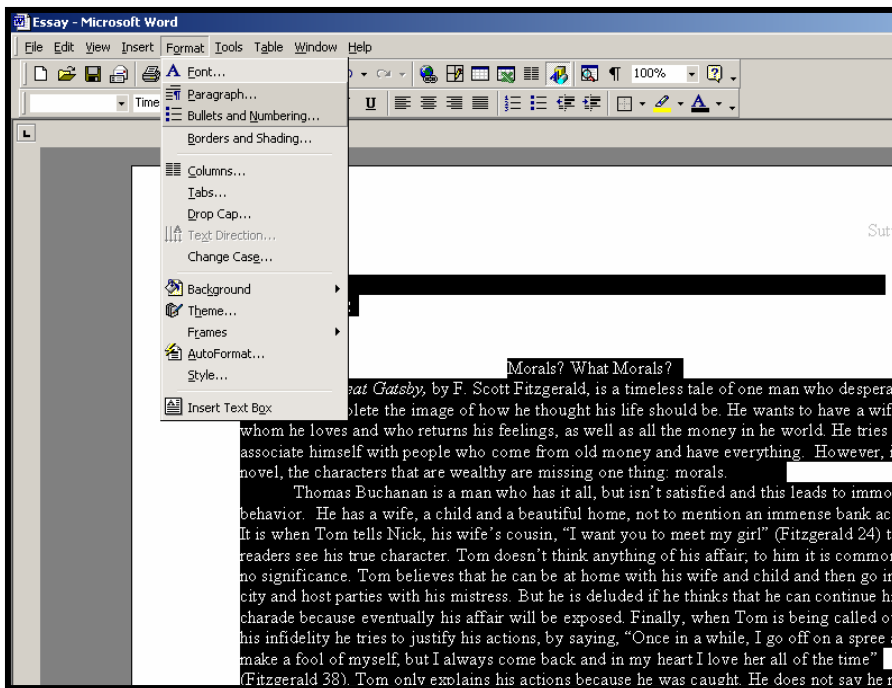 Essay - Microsoft Word
File Edit View Insert Format Tools Table Window Help
100%
Time
U
Font...
Paragraph...
Bullets and Numbering...
Borders and Shading...
Columns...
Tabs...
Drop Cap...
Text Direction...
Change Case...
Background
Theme...
Frames
AutoFormat...
Style...
Insert Text Box
Sut
Morals? What Morals?
eat Gatsby, by F. Scott Fitzgerald, is a timeless tale of one man who despera
olete the image of how he thought his life should be. He wants to have a wif
whom he loves and who returns his feelings, as well as all the money in he world. He tries
associate himself with people who come from old money and have everything. However, i
novel, the characters that are wealthy are missing one thing: morals.
Thomas Buchanan is a man who has it all, but isn't satisfied and this leads to immo
behavior. He has a wife, a child and a beautiful home, not to mention an immense bank ac
It is when Tom tells Nick, his wife's cousin, "I want you to meet my girl" (Fitzgerald 24) t
readers see his true character. Tom doesn't think anything of his affair; to him it is common
no significance. Tom believes that he can be at home with his wife and child and then go in
city and host parties with his mistress. But he is deluded if he thinks that he can continue hi
charade because eventually his affair will be exposed. Finally, when Tom is being called o
his infidelity he tries to justify his actions, by saying, "Once in a while, I go off on a spree a
make a fool of myself, but I always come back and in my heart I love her all of the time"
(Fitzgerald 38). Tom only explains his actions because he was caught. He does not say he r